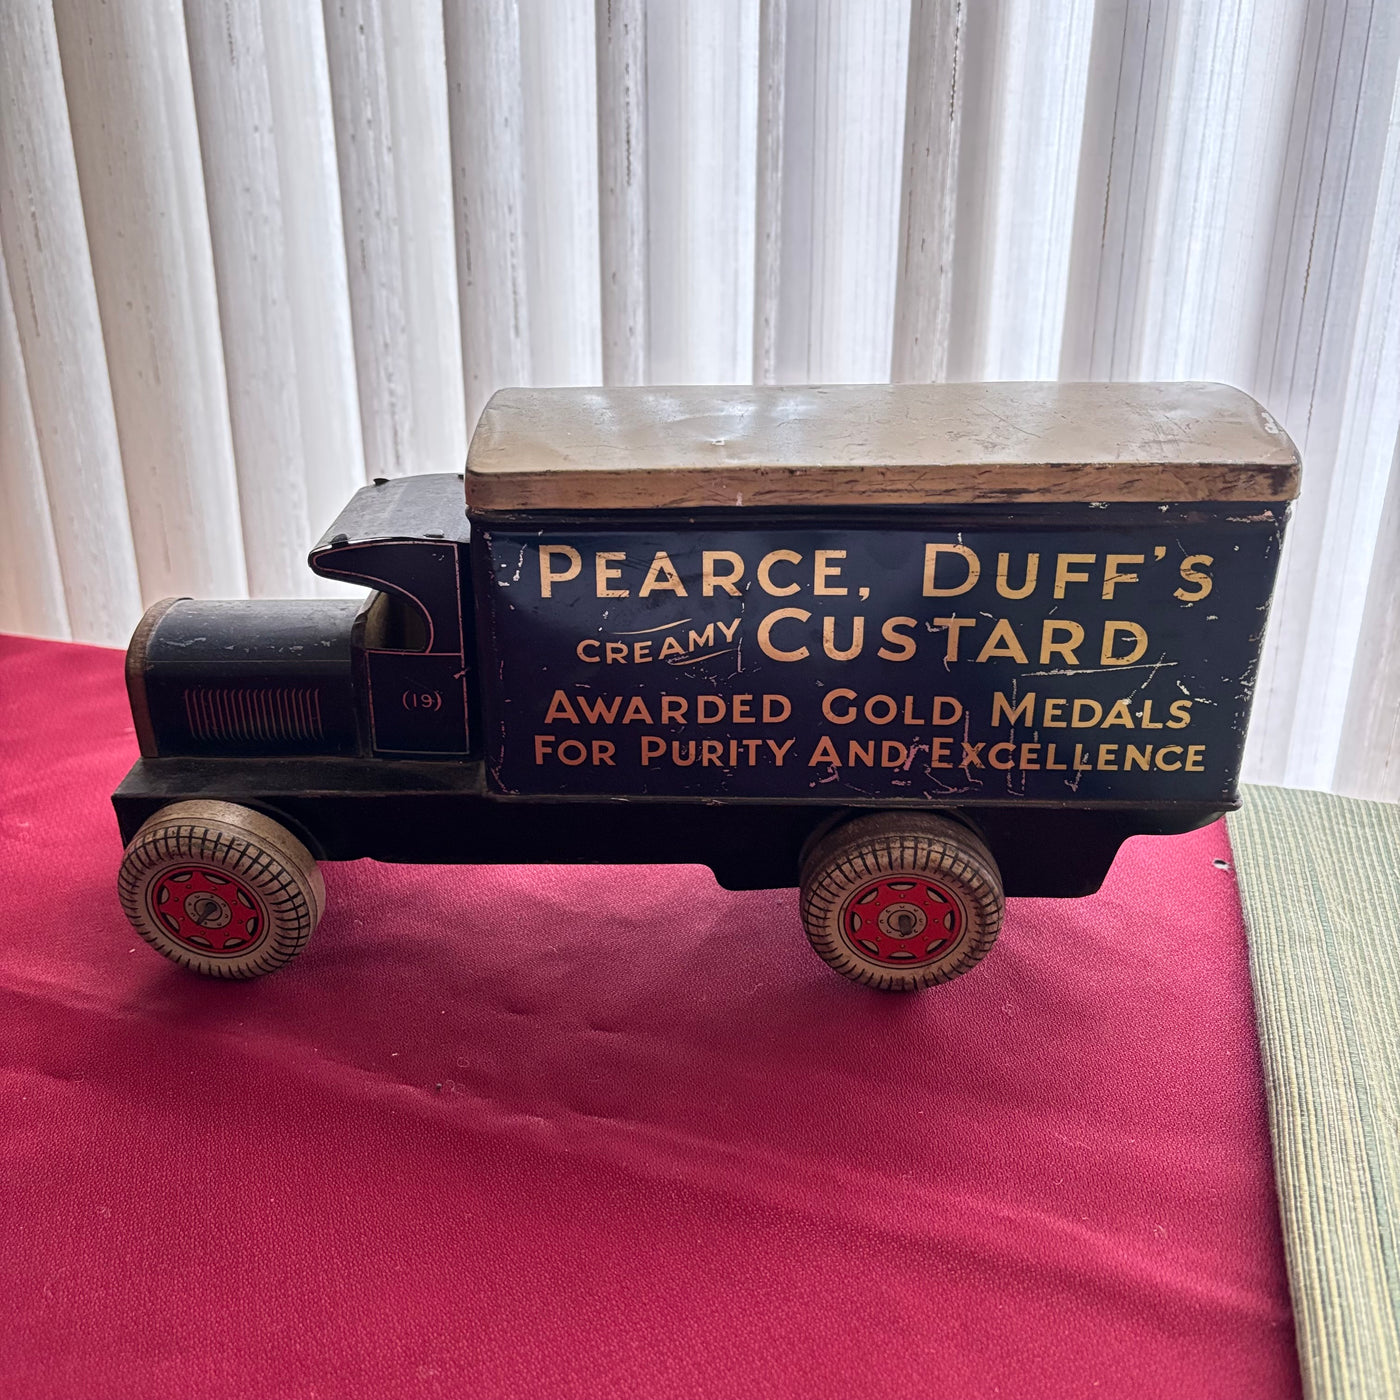 PEARCE, DUFF'S
CREAMY CUSTARD
AWARDED GOLD MEDALS
FOR PURITY AND EXCELLENCE
(19)